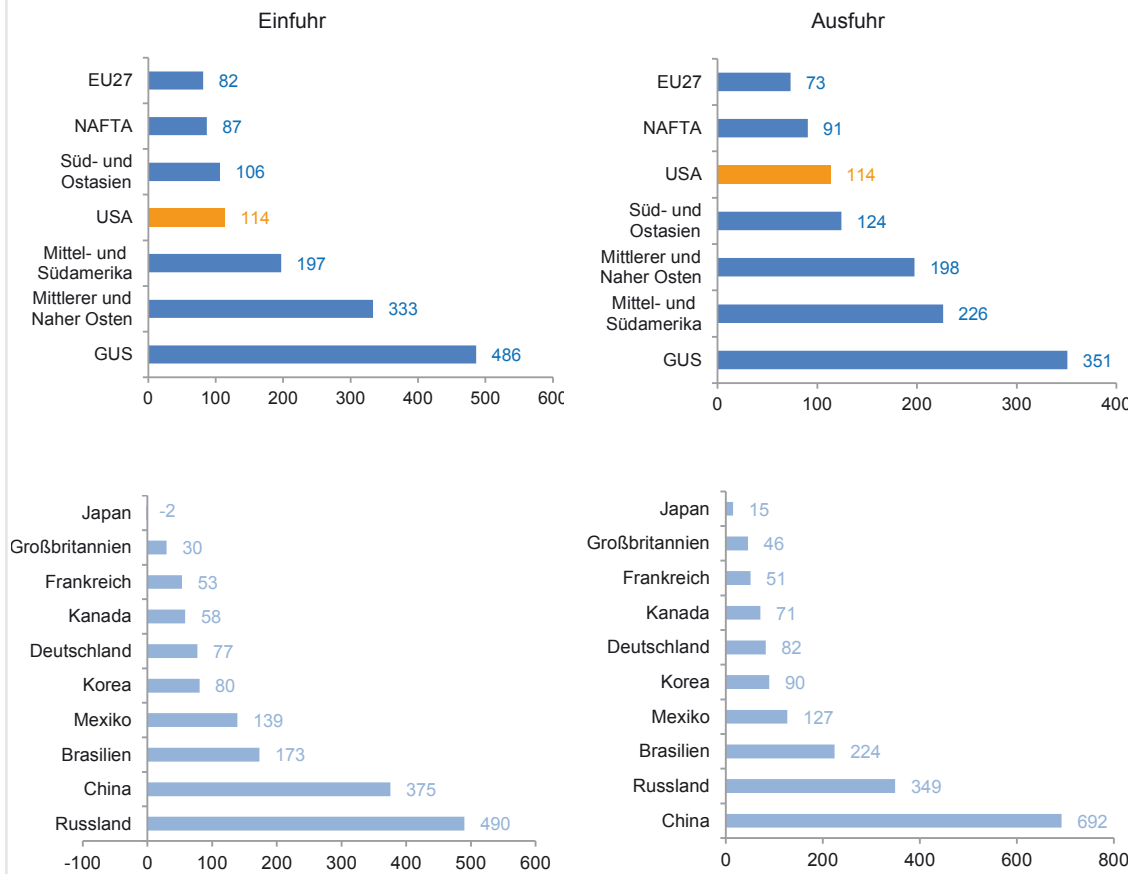 Einfuhr
EU27
82
NAFTA
87
Süd- und
Ostasien
106
USA
114
Mittel- und
Südamerika
197
Mittlerer und
Naher Osten
333
GUS
486
0 100 200 300 400 500 600
Ausfuhr
EU27
73
NAFTA
91
USA
114
Süd- und
Ostasien
124
Mittlerer und
Naher Osten
198
Mittel- und
Südamerika
226
GUS
351
0 100 200 300 400
Japan
-2
Großbritannien
30
Frankreich
53
Kanada
58
Deutschland
77
Korea
80
Mexiko
139
Brasilien
173
China
375
Russland
490
-100 0 100 200 300 400 500 600
Japan
15
Großbritannien
46
Frankreich
51
Kanada
71
Deutschland
82
Korea
90
Mexiko
127
Brasilien
224
Russland
349
China
692
0 200 400 600 800